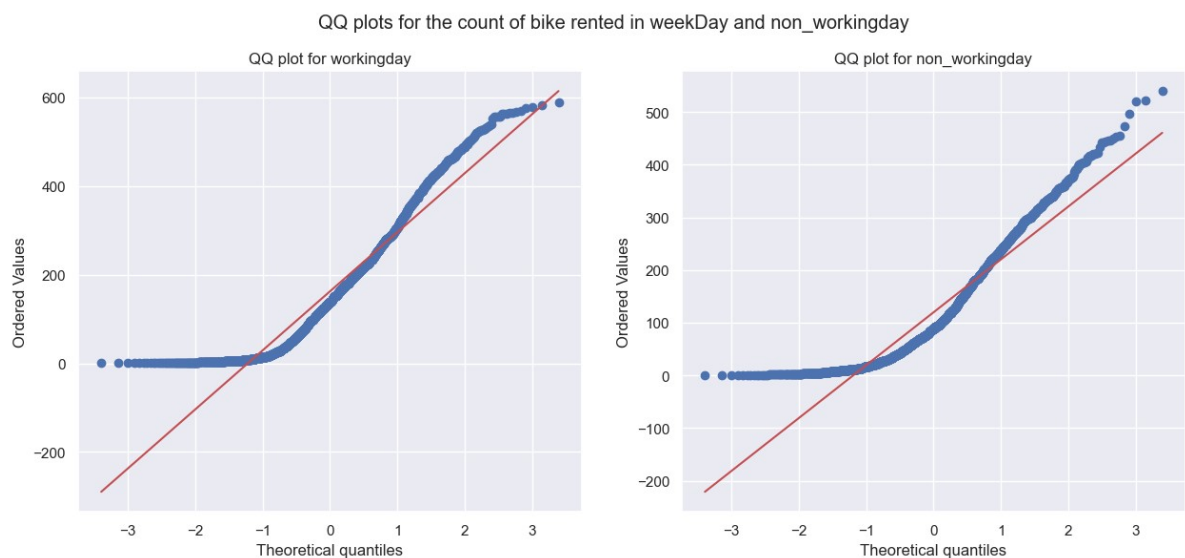 QQ plots for the count of bike rented in weekDay and non_workingday
QQ plot for workingday
600
400
200
0
−200
Ordered Values
−3 −2 −1 0 1 2 3
Theoretical quantiles
QQ plot for non_workingday
500
400
300
200
100
0
−100
−200
Ordered Values
−3 −2 −1 0 1 2 3
Theoretical quantiles